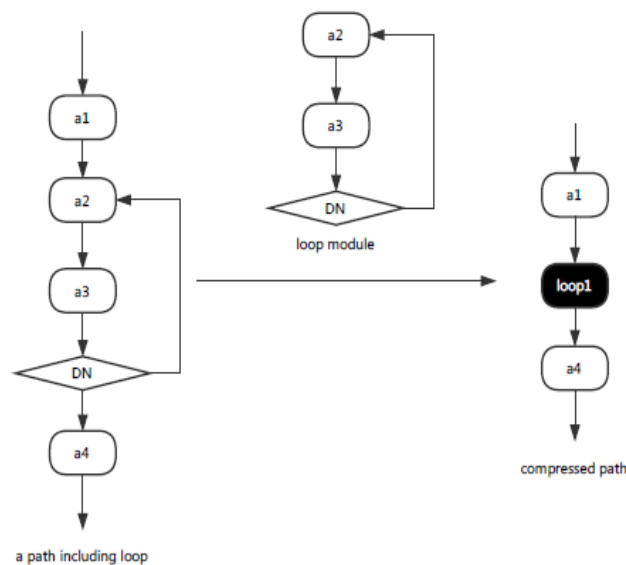 a1
a2
a3
DN
a4
a path including loop
a2
a3
DN
loop module
a1
loop1
a4
compressed path